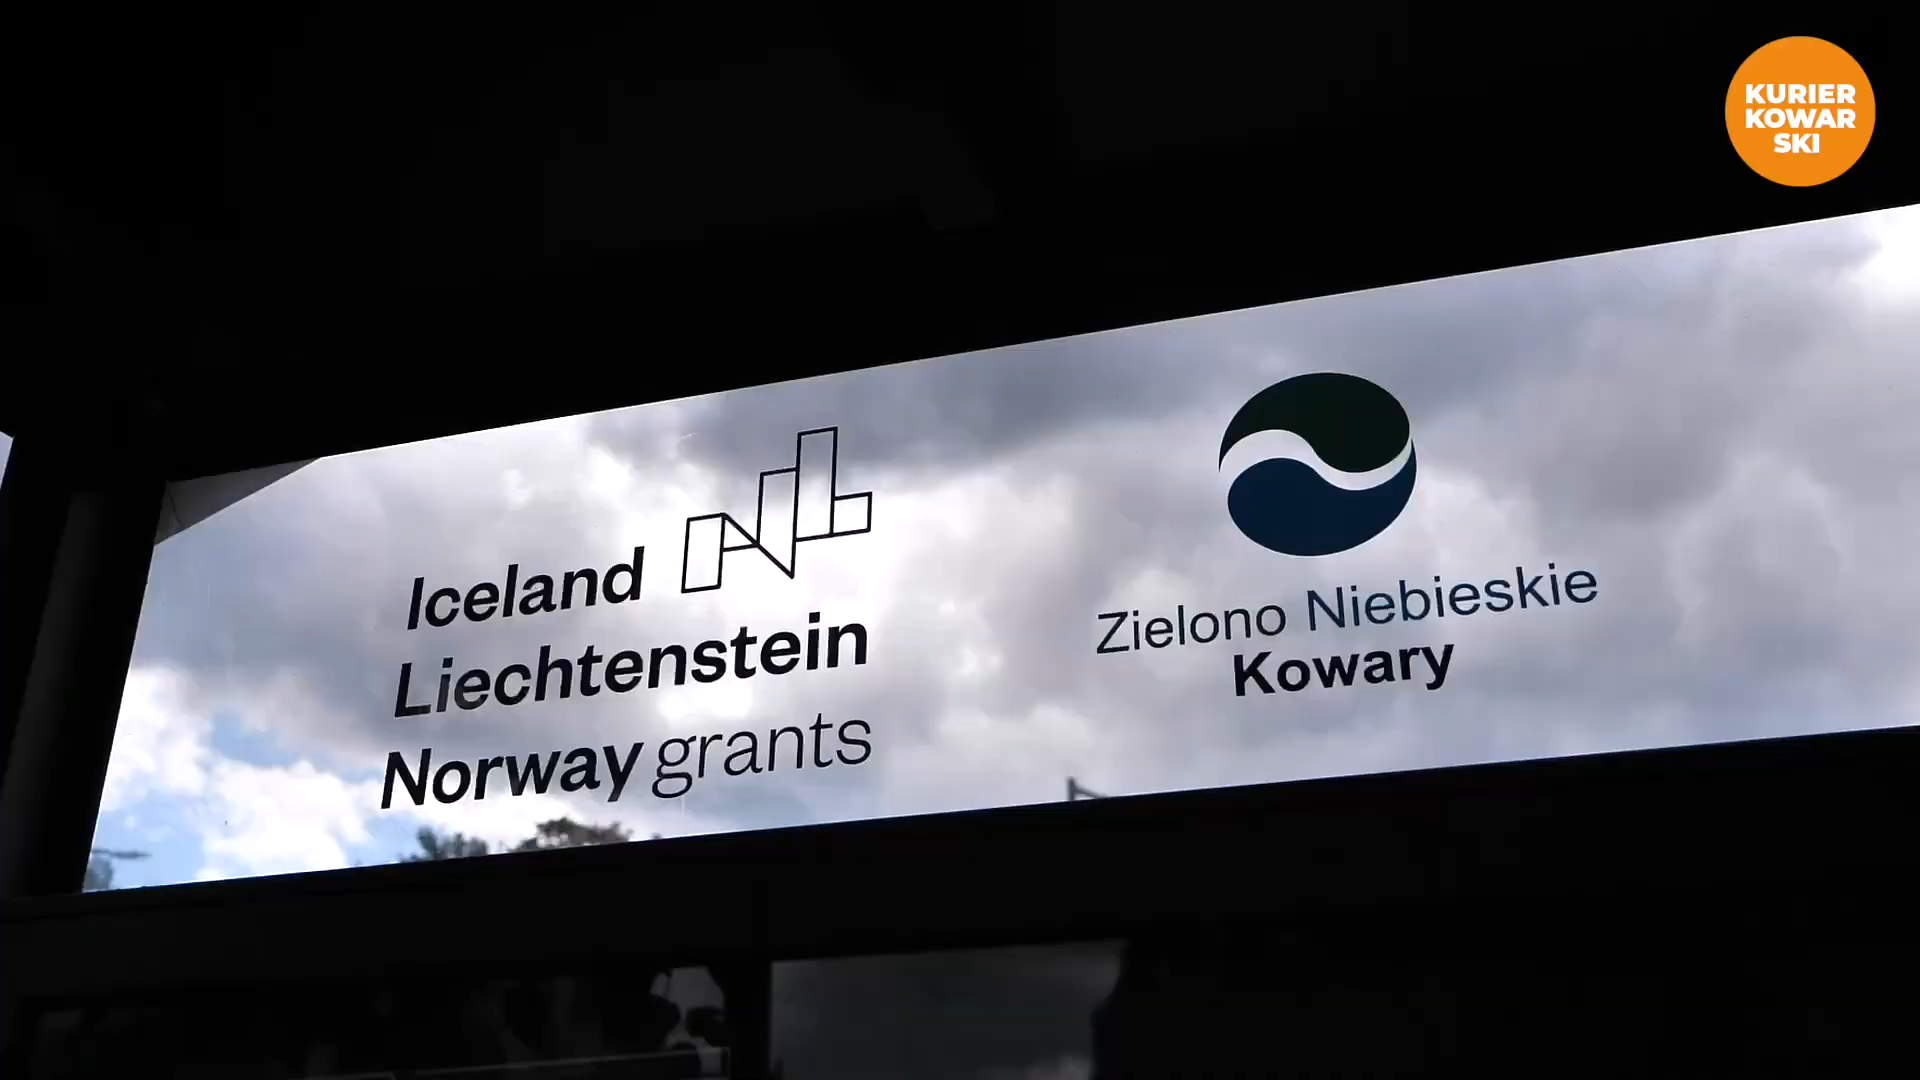 KURIER
KOWAR
SKI
Iceland
Liechtenstein
Norway grants
Zielono Niebieskie
Kowary